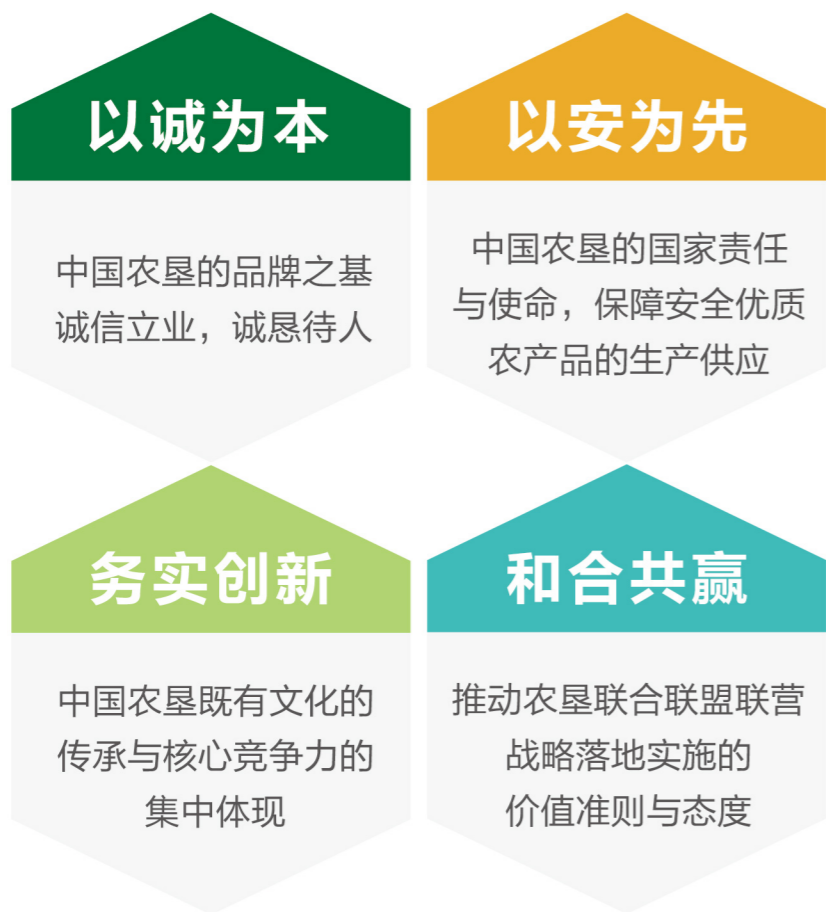 以诚为本
中国农垦的品牌之基
诚信立业，诚恳待人
以安为先
中国农垦的国家责任
与使命，保障安全优质
农产品的生产供应
务实创新
中国农垦既有文化的
传承与核心竞争力的
集中体现
和合共赢
推动农垦联合联盟联营
战略落地实施的
价值准则与态度